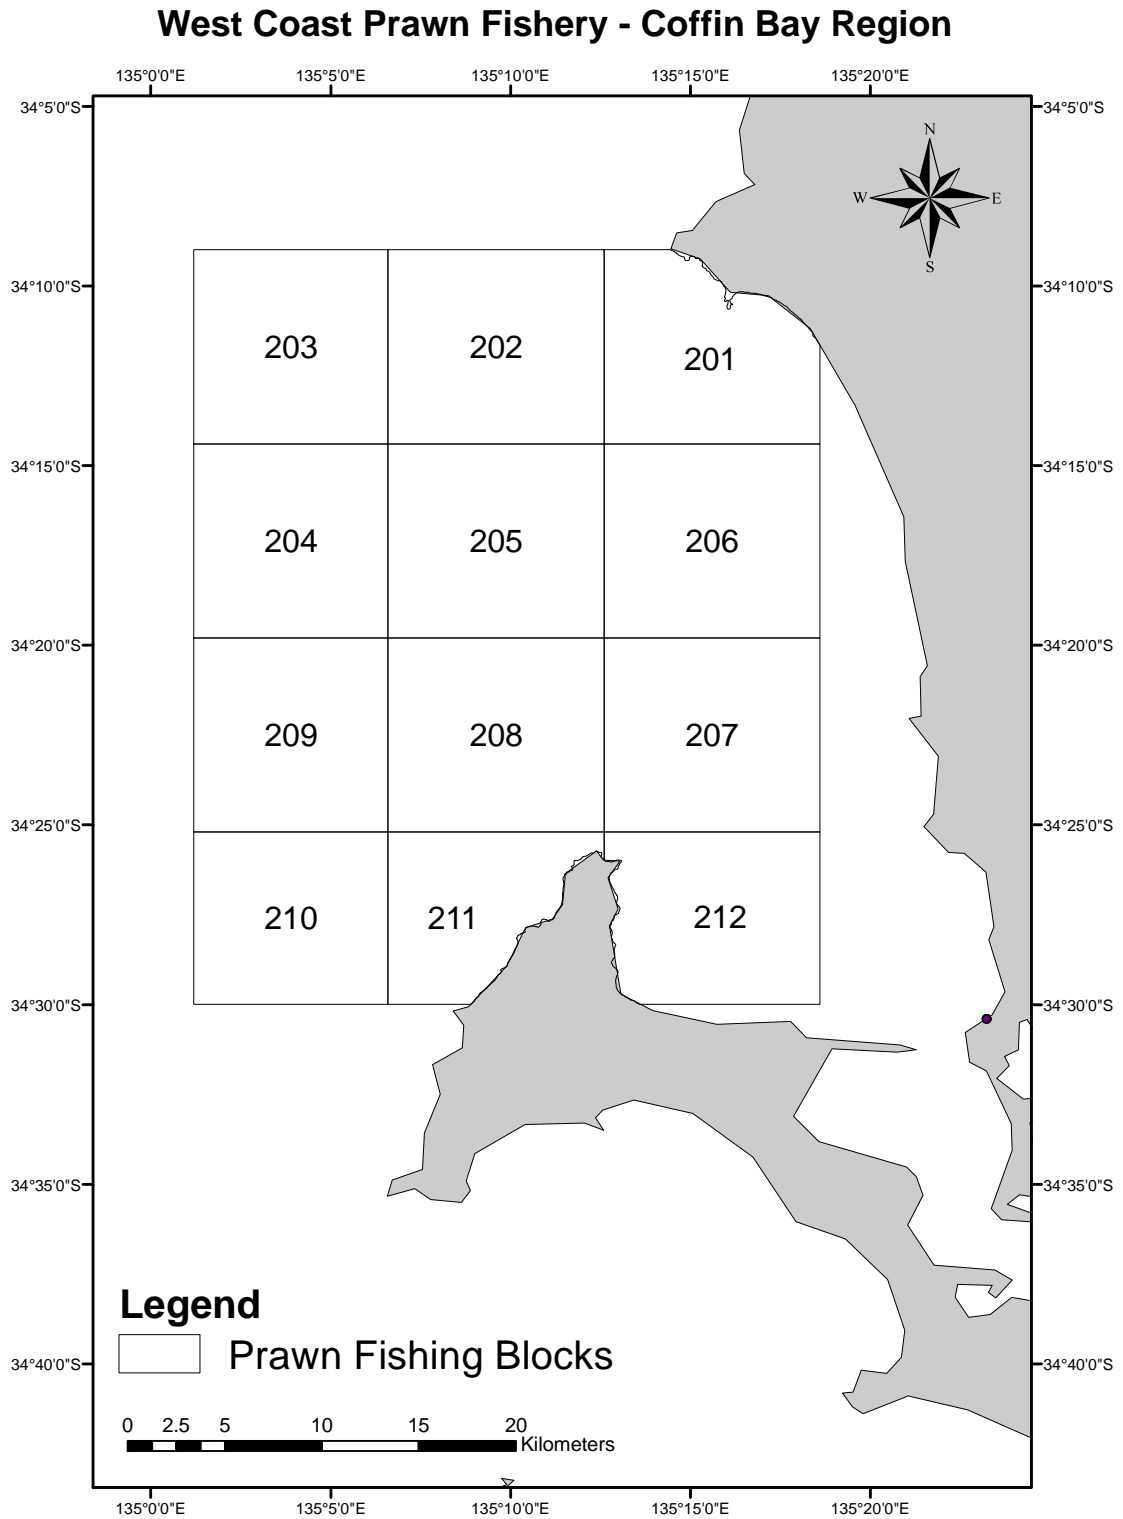 West Coast Prawn Fishery - Coffin Bay Region
135°0'0"E 135°5'0"E 135°10'0"E 135°15'0"E 135°20'0"E
34°5'0"S 34°5'0"S
N
W E
S
34°10'0"S 34°10'0"S
203 202 201
34°15'0"S 34°15'0"S
204 205 206
34°20'0"S 34°20'0"S
209 208 207
34°25'0"S 34°25'0"S
210 211 212
34°30'0"S 34°30'0"S
34°35'0"S 34°35'0"S
Legend
Prawn Fishing Blocks
34°40'0"S 34°40'0"S
0 2.5 5 10 15 20
Kilometers
135°0'0"E 135°5'0"E 135°10'0"E 135°15'0"E 135°20'0"E